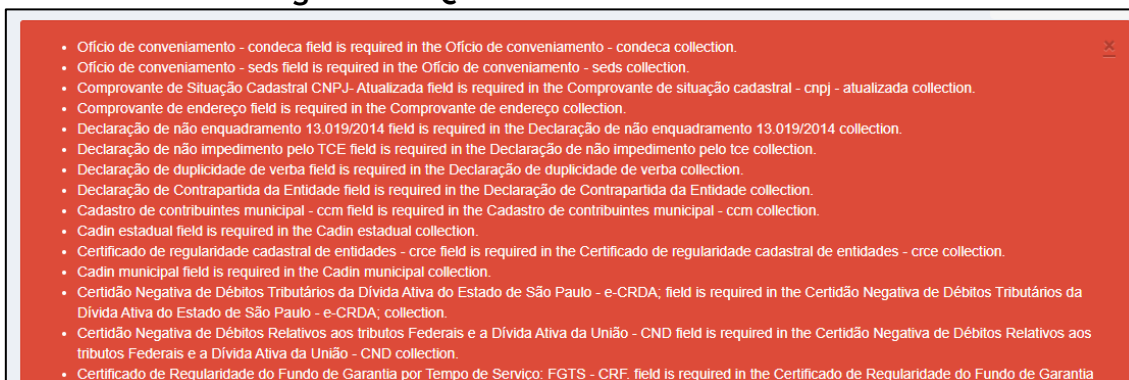 • Ofício de conveniamento - condeca field is required in the Ofício de conveniamento - condeca collection.
×
• Ofício de conveniamento - seds field is required in the Ofício de conveniamento - seds collection.
• Comprovante de Situação Cadastral CNPJ- Atualizada field is required in the Comprovante de situação cadastral - cnpj - atualizada collection.
• Comprovante de endereço field is required in the Comprovante de endereço collection.
• Declaração de não enquadramento 13.019/2014 field is required in the Declaração de não enquadramento 13.019/2014 collection.
• Declaração de não impedimento pelo TCE field is required in the Declaração de não impedimento pelo tce collection.
• Declaração de duplicidade de verba field is required in the Declaração de duplicidade de verba collection.
• Declaração de Contrapartida da Entidade field is required in the Declaração de Contrapartida da Entidade collection.
• Cadastro de contribuintes municipal - ccm field is required in the Cadastro de contribuintes municipal - ccm collection.
• Cadin estadual field is required in the Cadin estadual collection.
• Certificado de regularidade cadastral de entidades - crce field is required in the Certificado de regularidade cadastral de entidades - crce collection.
• Cadin municipal field is required in the Cadin municipal collection.
• Certidão Negativa de Débitos Tributários da Dívida Ativa do Estado de São Paulo - e-CRDA; field is required in the Certidão Negativa de Débitos Tributários da
Dívida Ativa do Estado de São Paulo - e-CRDA; collection.
• Certidão Negativa de Débitos Relativos aos tributos Federais e a Dívida Ativa da União - CND field is required in the Certidão Negativa de Débitos Relativos aos
tributos Federais e a Dívida Ativa da União - CND collection.
• Certificado de Regularidade do Fundo de Garantia por Tempo de Serviço: FGTS - CRF. field is required in the Certificado de Regularidade do Fundo de Garantia